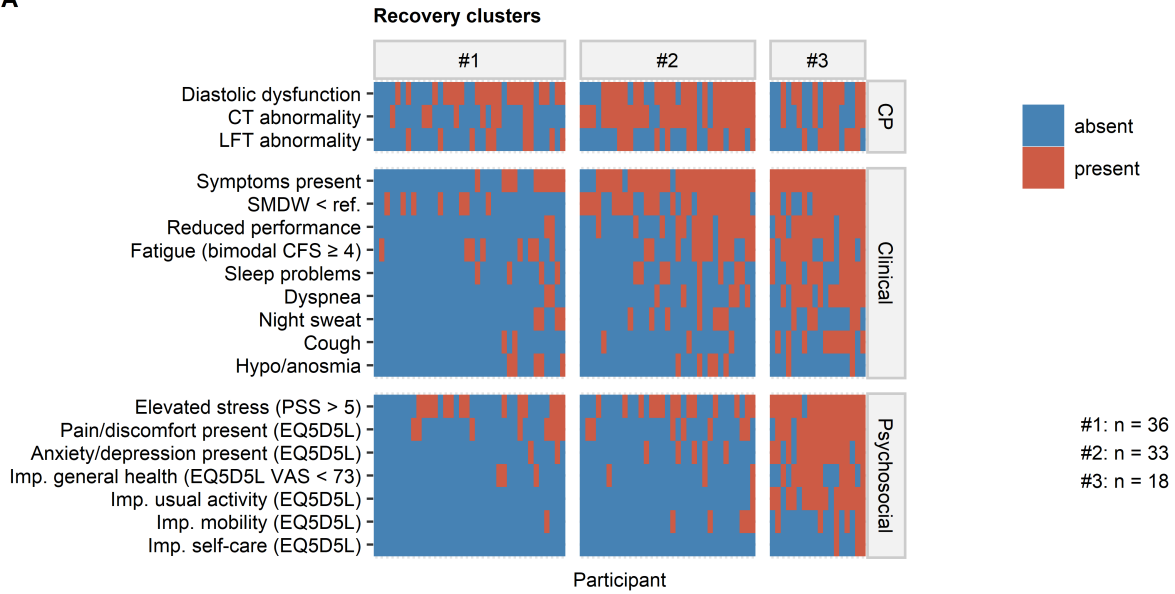 A
Recovery clusters
#1
#2
#3
Diastolic dysfunction
CT abnormality
LFT abnormality
CP
absent
present
Symptoms present
SMDW < ref.
Reduced performance
Fatigue (bimodal CFS ≥ 4)
Sleep problems
Dyspnea
Night sweat
Cough
Hypo/anosmia
Clinical
Elevated stress (PSS > 5)
Pain/discomfort present (EQ5D5L)
Anxiety/depression present (EQ5D5L)
Imp. general health (EQ5D5L VAS < 73)
Imp. usual activity (EQ5D5L)
Imp. mobility (EQ5D5L)
Imp. self-care (EQ5D5L)
Psychosocial
#1: n = 36
#2: n = 33
#3: n = 18
Participant